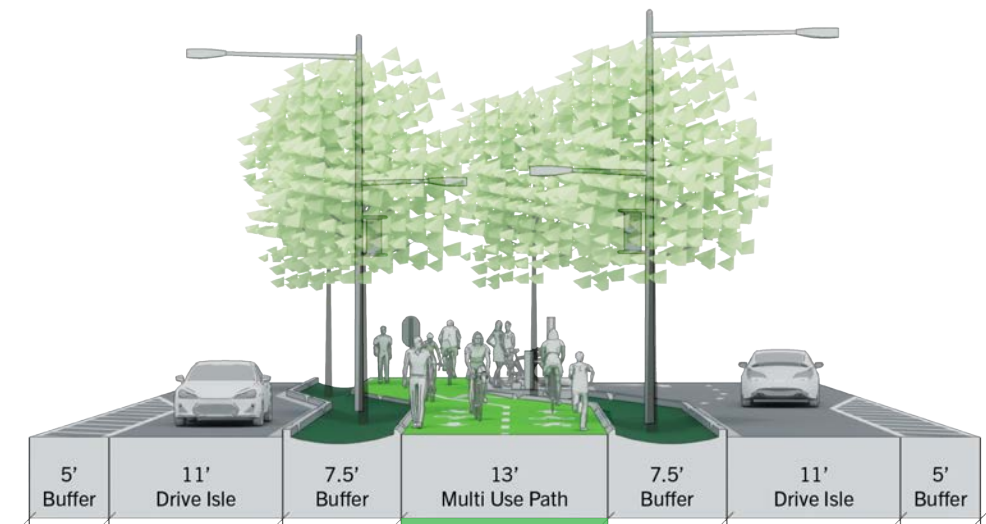 5' Buffer
11' Drive Isle
7.5' Buffer
13' Multi Use Path
7.5' Buffer
11' Drive Isle
5' Buffer